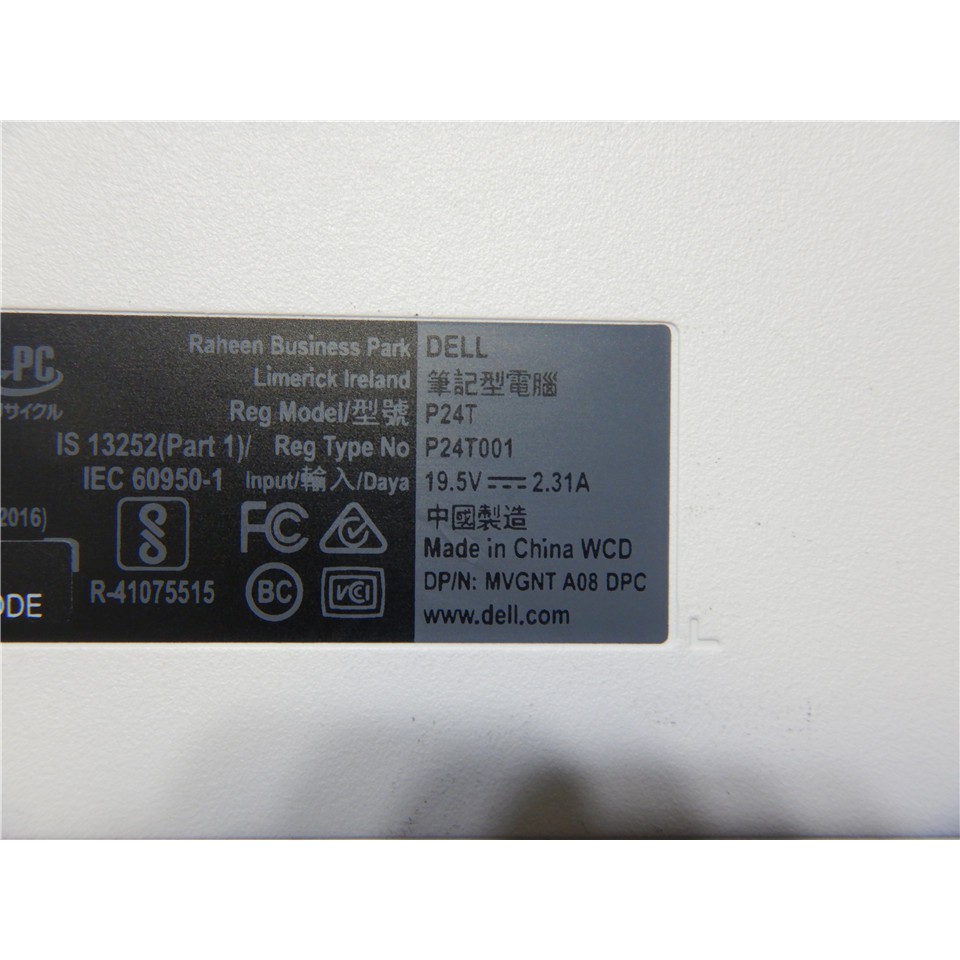 Raheen Business Park DELL
Limerick Ireland 筆記型電腦
PC
サイクル
Reg Model/型號 P24T
IS 13252(Part 1)/ Reg Type No P24T001
IEC 60950-1 Input/輸入/Daya 19.5V 2.31A
2016)
FC 中國製造
Made in China WCD
R-41075515 BC VCI DP/N: MVGNT A08 DPC
ODE www.dell.com